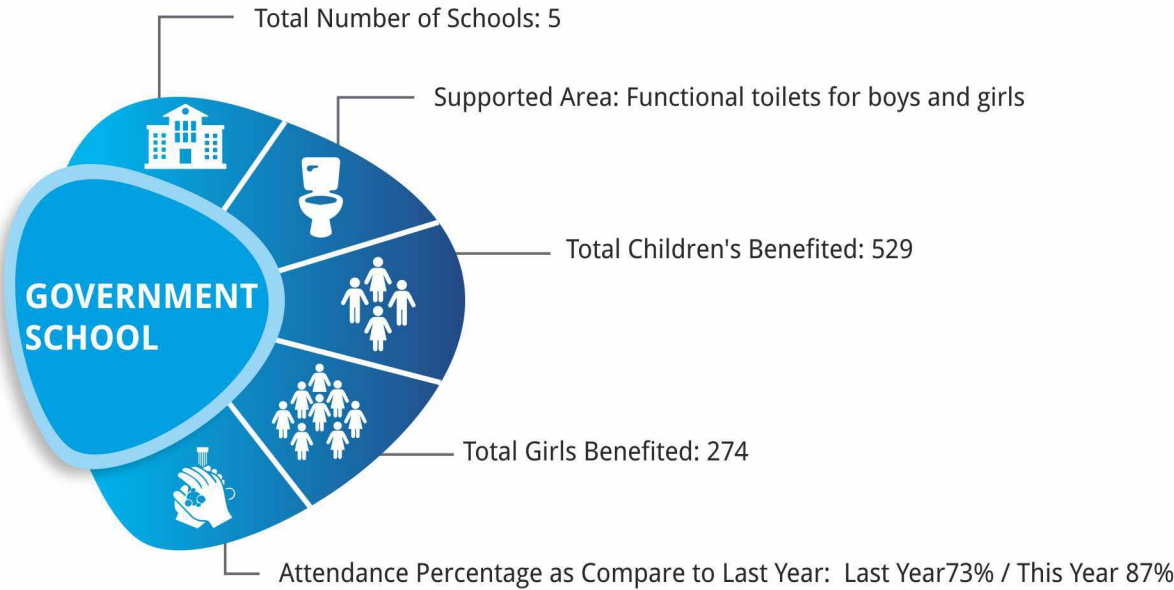 Total Number of Schools: 5
Supported Area: Functional toilets for boys and girls
Total Children's Benefited: 529
GOVERNMENT
SCHOOL
Total Girls Benefited: 274
Attendance Percentage as Compare to Last Year: Last Year73% / This Year 87%